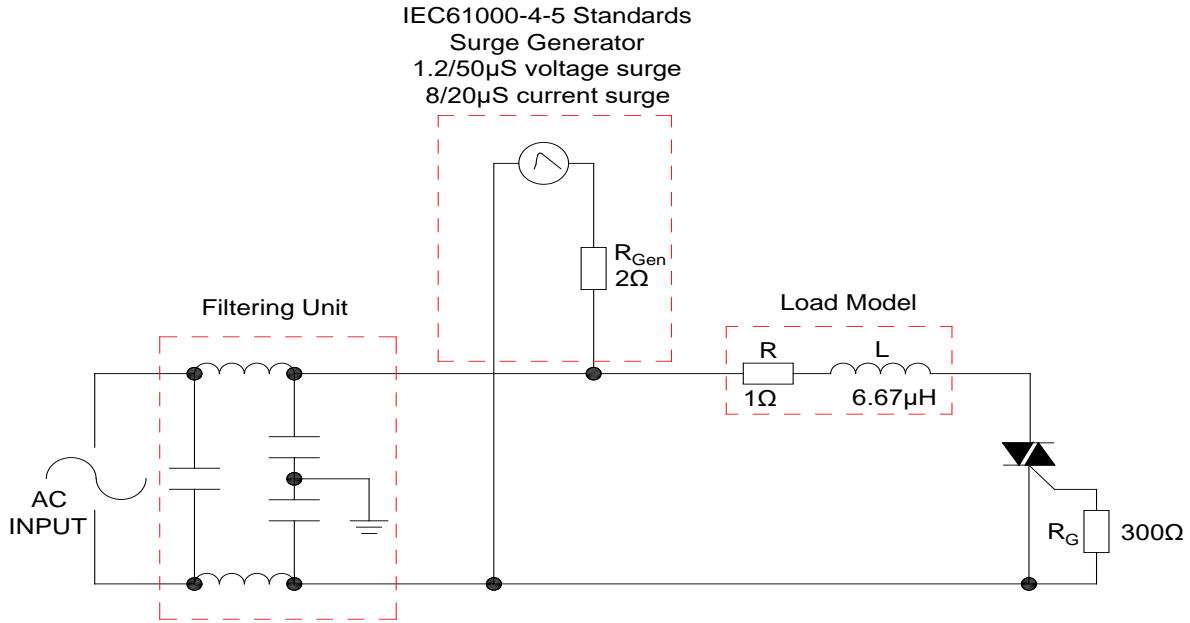 IEC61000-4-5 Standards
Surge Generator
1.2/50µS voltage surge
8/20µS current surge
RGen
2Ω
Filtering Unit
Load Model
R
L
1Ω
6.67µH
AC
INPUT
RG
300Ω